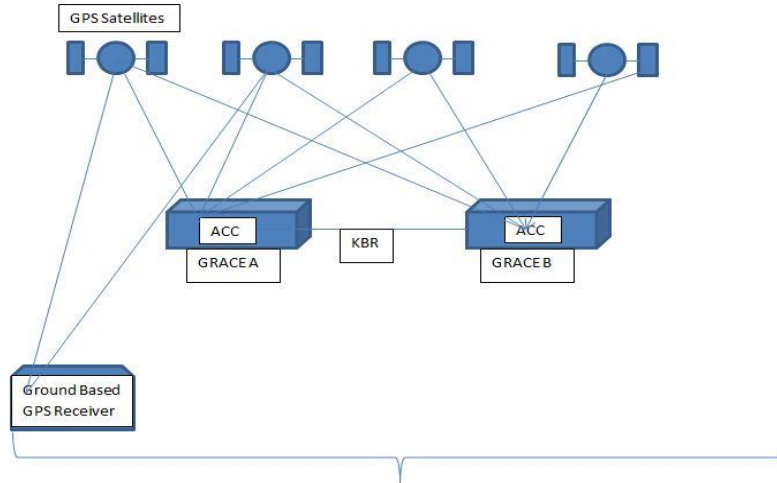 GPS Satellites
ACC
ACC
KBR
GRACE A
GRACE B
Ground Based
GPS Receiver